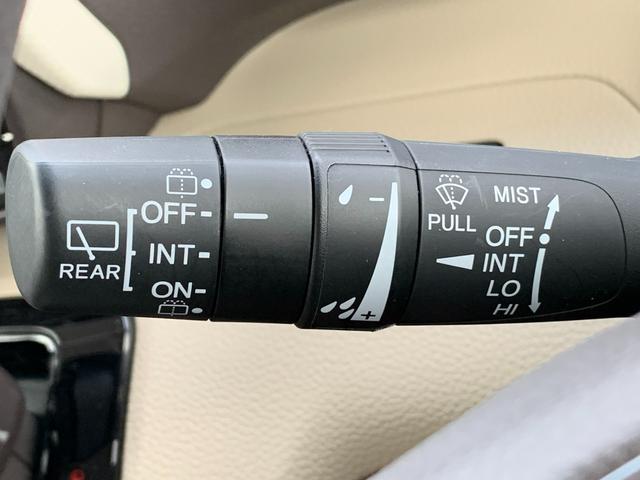 OFF
INT
REAR
ON
-
+
PULL
MIST
OFF
INT
LO
HI